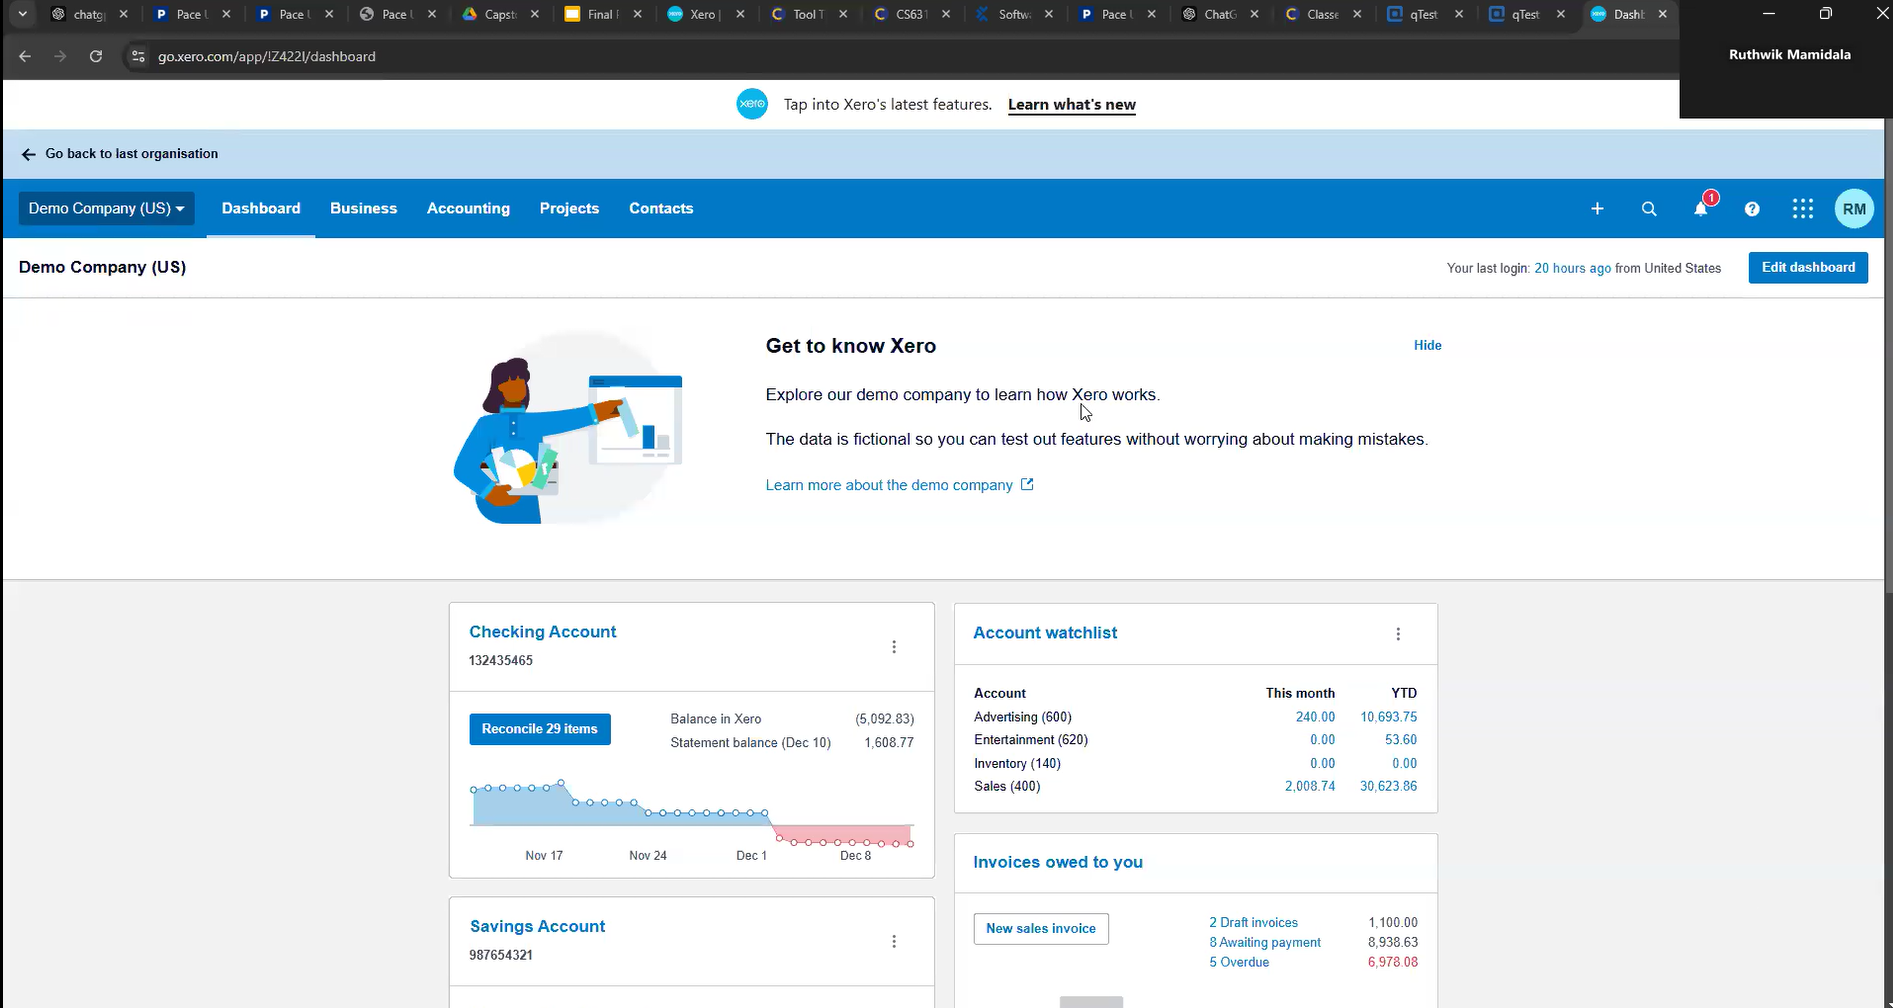 chatg
Pace U
Pace U
Pace U
Capst
Final
Xero |
Tool T
CS631
Softw
Pace U
ChatG
Classe
qTest
qTest
Dashb
go.xero.com/app/!Z422I/dashboard
Ruthwik Mamidala
xero Tap into Xero's latest features. Learn what's new
Go back to last organisation
Demo Company (US) Dashboard Business Accounting Projects Contacts 1 RM
Demo Company (US) Your last login: 20 hours ago from United States Edit dashboard
Get to know Xero Hide
Explore our demo company to learn how Xero works.
The data is fictional so you can test out features without worrying about making mistakes.
Learn more about the demo company
Checking Account
132435465
Reconcile 29 items
Balance in Xero (5,092.83)
Statement balance (Dec 10) 1,608.77
Nov 17 Nov 24 Dec 1 Dec 8
Savings Account
987654321
Account watchlist
Account This month YTD
Advertising (600) 240.00 10,693.75
Entertainment (620) 0.00 53.60
Inventory (140) 0.00 0.00
Sales (400) 2,008.74 30,623.86
Invoices owed to you
New sales invoice
2 Draft invoices 1,100.00
8 Awaiting payment 8,938.63
5 Overdue 6,978.08